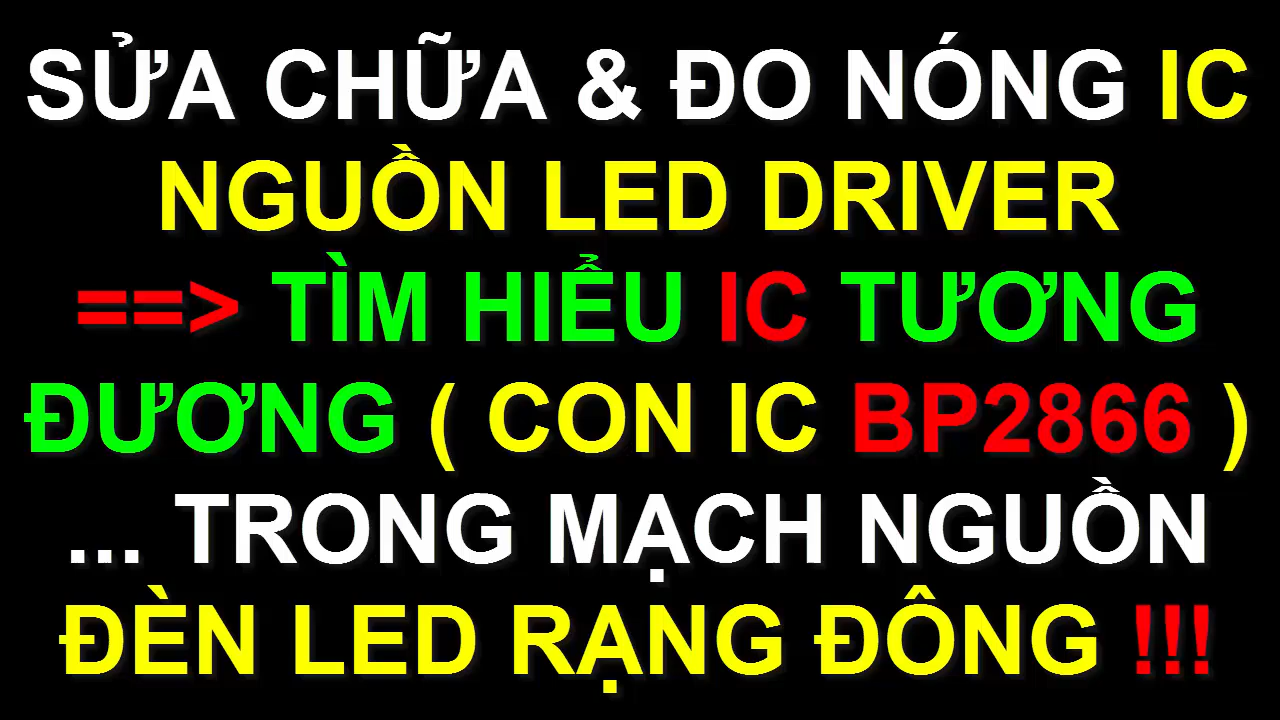 SỬA CHỮA & ĐO NÓNG IC
NGUỒN LED DRIVER
==> TÌM HIỂU IC TƯƠNG
ĐƯƠNG ( CON IC BP2866 )
... TRONG MẠCH NGUỒN
ĐÈN LED RẠNG ĐÔNG !!!